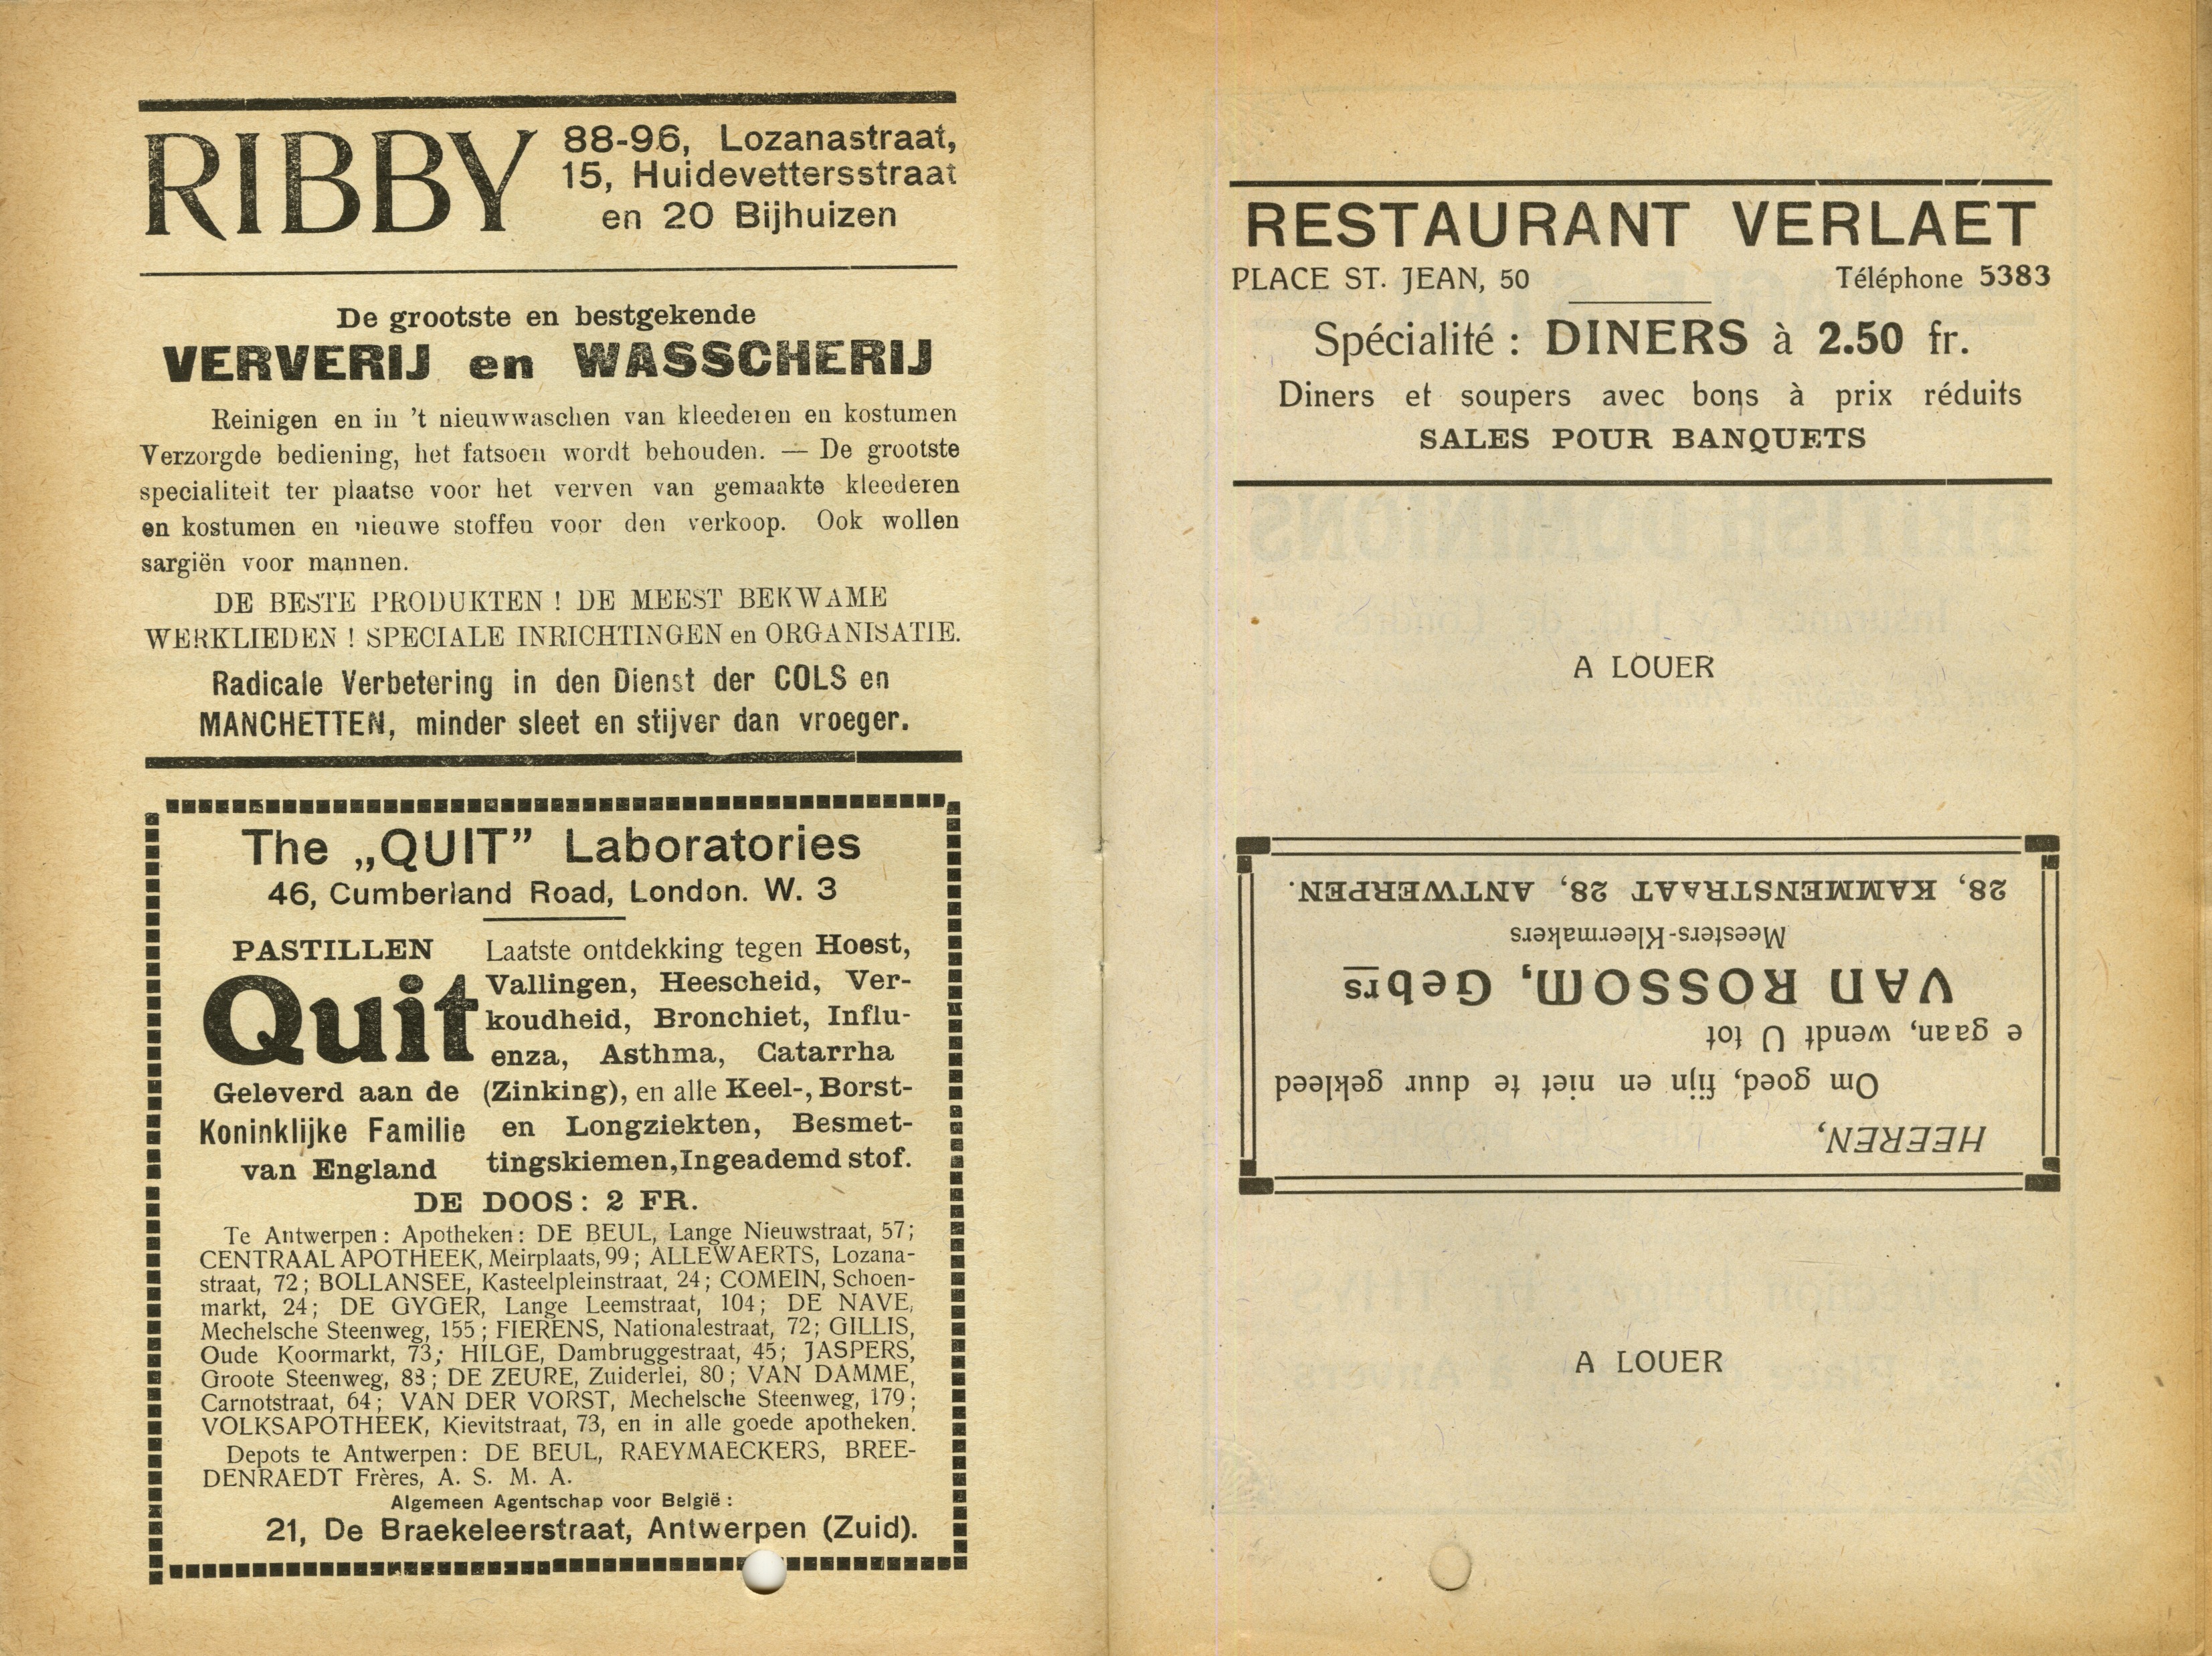 RIBBY
88-96, Lozanastraat,
15, Huidevettersstraat
en 20 Bijhuizen
De grootste en bestgekende
VERVERIJ en WASSCHERIJ
Reinigen en in 't nieuwwaschen van kleederen en kostumen
Verzorgde bediening, het fatsoen wordt behouden. — De grootste
specialiteit ter plaatse voor het verven van gemaakte kleederen
en kostumen en nieuwe stoffen voor den verkoop. Ook wollen
sargiën voor mannen.
DE BESTE PRODUKTEN ! DE MEEST BEKWAME
WERKLIEDEN ! SPECIALE INRICHTINGEN en ORGANISATIE.
Radicale Verbetering in den Dienst der COLS en
MANCHETTEN, minder sleet en stijver dan vroeger.
The „QUIT” Laboratories
46, Cumberland Road, London. W. 3
PASTILLEN
Quit
Geleverd aan de
Koninklijke Familie
van England
Laatste ontdekking tegen Hoest,
Vallingen, Heescheid, Ver-
koudheid, Bronchiet, Influ-
enza, Asthma, Catarrha
(Zinking), en alle Keel-, Borst-
en Longziekten, Besmet-
tingskiemen, Ingeademd stof.
DE DOOS : 2 FR.
Te Antwerpen : Apotheken : DE BEUL, Lange Nieuwstraat, 57 ;
CENTRAAL APOTHEEK, Meirplaats, 99 ; ALLEWAERTS, Lozana-
straat, 72 ; BOLLANSEE, Kasteelpleinstraat, 24 ; COMEIN, Schoen-
markt, 24 ; DE GYGER, Lange Leemstraat, 104 ; DE NAVE,
Mechelsche Steenweg, 155 ; FIERENS, Nationalestraat, 72 ; GILLIS,
Oude Koormarkt, 73 ; HILGE, Dambruggestraat, 45 ; JASPERS,
Groote Steenweg, 83 ; DE ZEURE, Zuiderlei, 80 ; VAN DAMME,
Carnotstraat, 64 ; VAN DER VORST, Mechelsche Steenweg, 179 ;
VOLKSAPOTHEEK, Kievitstraat, 73, en in alle goede apotheken.
Depots te Antwerpen : DE BEUL, RAEYMAECKERS, BREE-
DENRAEDT Frères, A. S. M. A.
Algemeen Agentschap voor België :
21, De Braekeleerstraat, Antwerpen (Zuid).
RESTAURANT VERLAET
PLACE ST. JEAN, 50 Téléphone 5383
Spécialité : DINERS à 2.50 fr.
Diners et soupers avec bons à prix réduits
SALES POUR BANQUETS
A LOUER
HEEREN,
Om goed, fijn en niet te duur gekleed
e gaan, wendt U tot
VAN ROSSOM, Gebrs
Meesters-Kleermakers
28, KAMMENSTRAAT 28, ANTWERPEN.
A LOUER